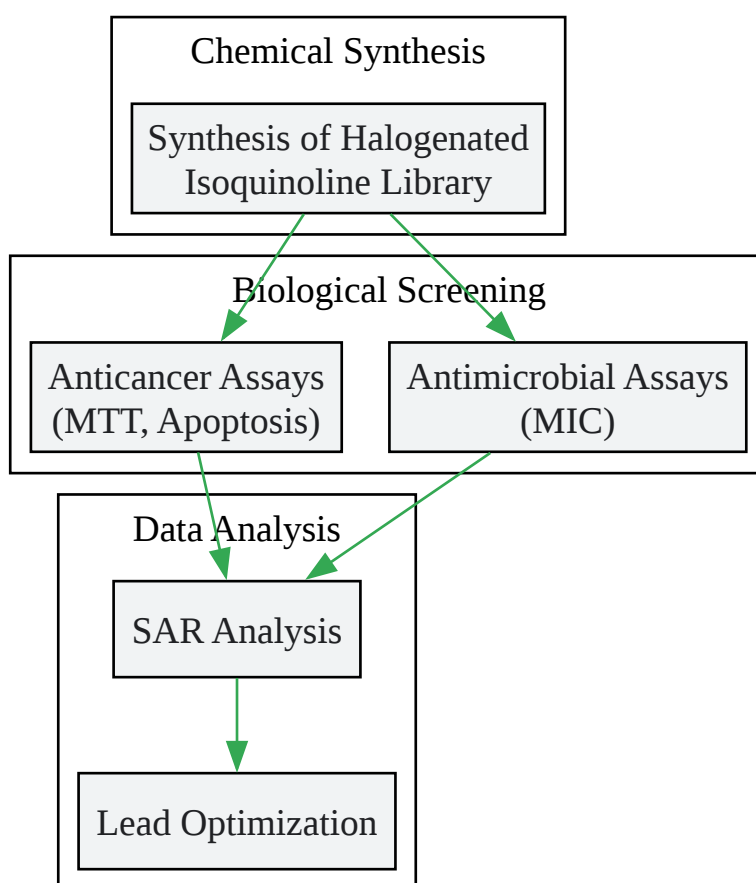 Chemical Synthesis
Synthesis of Halogenated
Isoquinoline Library
Biological Screening
Anticancer Assays
(MTT, Apoptosis)
Antimicrobial Assays
(MIC)
Data Analysis
SAR Analysis
Lead Optimization